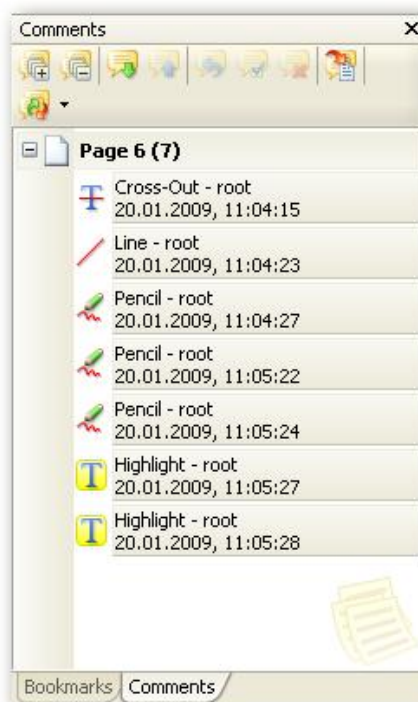 Comments
Page 6 (7)
Cross-Out - root
20.01.2009, 11:04:15
Line - root
20.01.2009, 11:04:23
Pencil - root
20.01.2009, 11:04:27
Pencil - root
20.01.2009, 11:05:22
Pencil - root
20.01.2009, 11:05:24
T Highlight - root
20.01.2009, 11:05:27
T Highlight - root
20.01.2009, 11:05:28
Bookmarks Comments